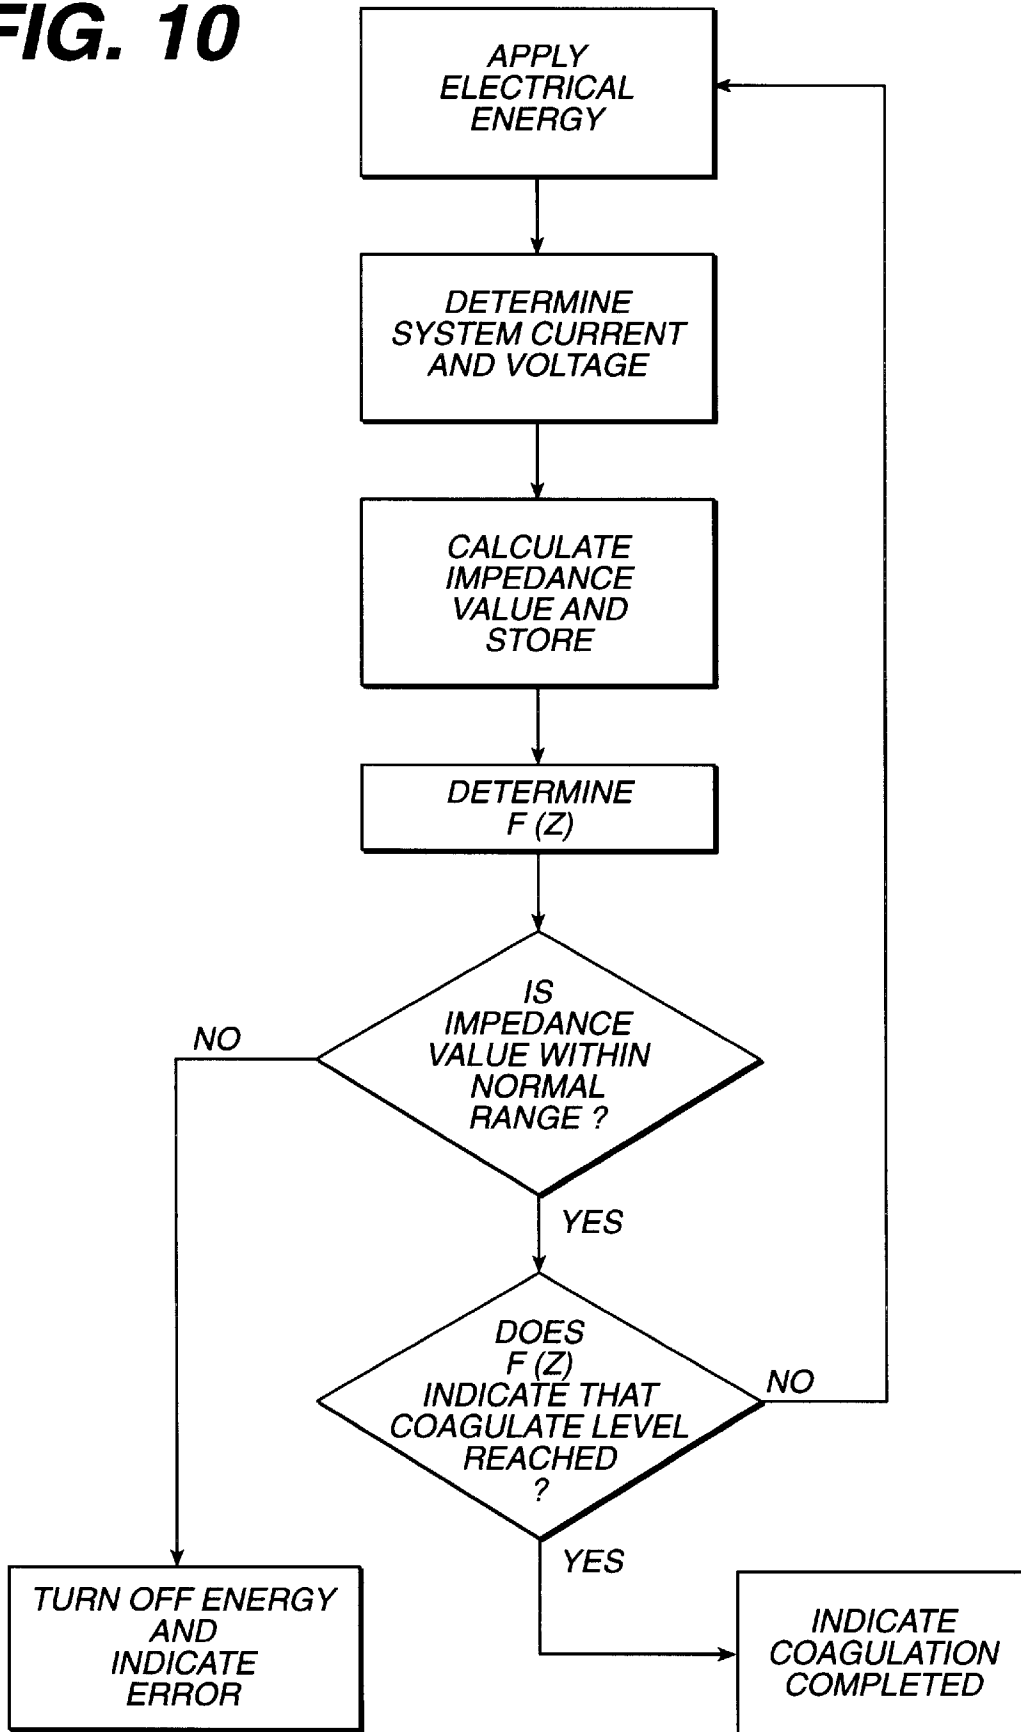 FIG. 10
APPLY
ELECTRICAL
ENERGY
DETERMINE
SYSTEM CURRENT
AND VOLTAGE
CALCULATE
IMPEDANCE
VALUE AND
STORE
DETERMINE
F (Z)
IS
IMPEDANCE
VALUE WITHIN
NORMAL
RANGE ?
NO
YES
DOES
F (Z)
INDICATE THAT
COAGULATE LEVEL
REACHED
?
NO
YES
TURN OFF ENERGY
AND
INDICATE
ERROR
INDICATE
COAGULATION
COMPLETED